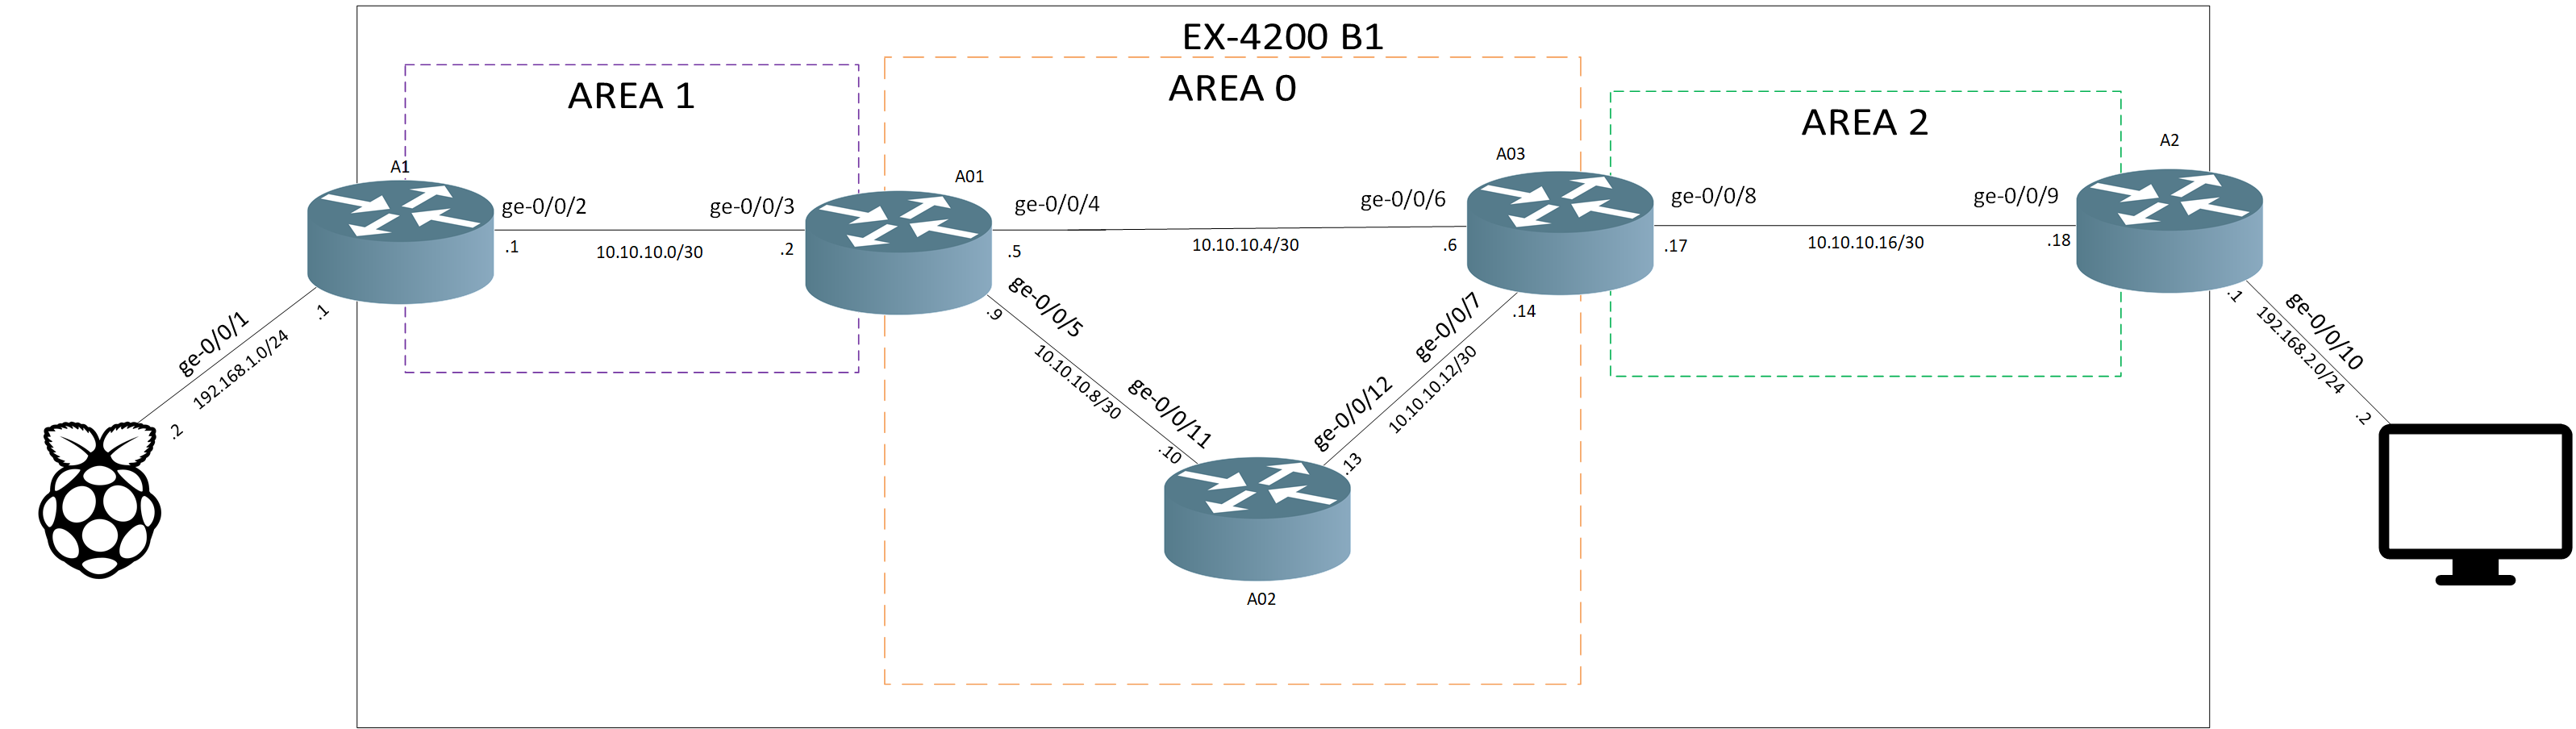 EX-4200 B1
AREA 1
AREA 0
AREA 2
A1
A01
A03
A2
ge-0/0/2
ge-0/0/3
ge-0/0/4
ge-0/0/6
ge-0/0/8
ge-0/0/9
.1
10.10.10.0/30
.2
.5
10.10.10.4/30
.6
.17
10.10.10.16/30
.18
ge-0/0/1
192.168.1.0/24
.1
.2
ge-0/0/5
.9
10.10.10.8/30
ge-0/0/11
.10
ge-0/0/7
.14
ge-0/0/12
10.10.10.12/30
.13
A02
.1
ge-0/0/10
192.168.2.0/24
.2